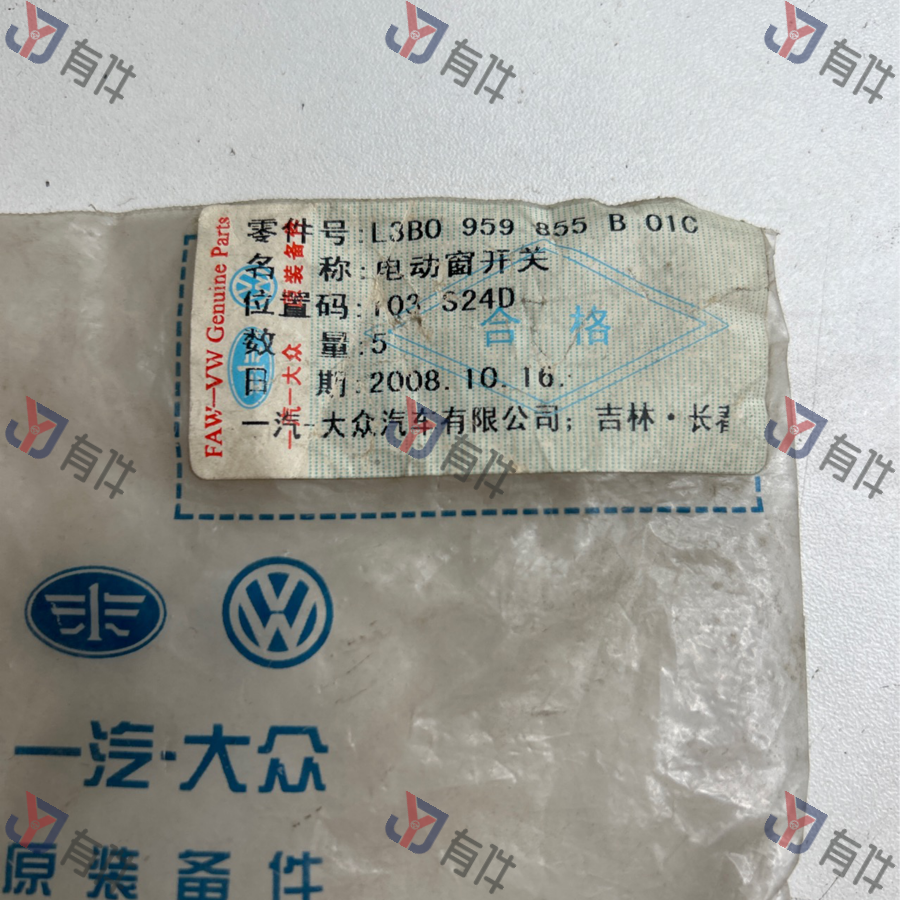 有件 有件 有件
零件号:L3B0 959 855 B 01C
名 称:电动窗开关
位置码:103 S24D
数 量:5
日 期:2008.10.16.
一汽-大众汽车有限公司; 吉林·长春
合格
FAW-VW Genuine Parts
一汽-大众 原装备件
有件 有件 有件
一汽·大众
原装备件
有件 有件 有件